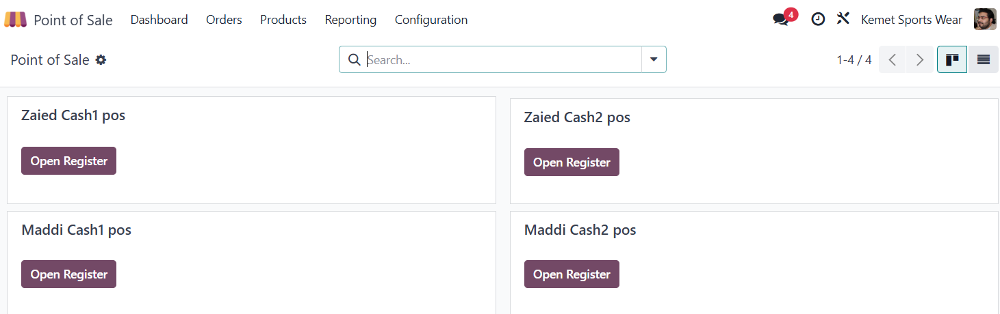 Point of Sale Dashboard Orders Products Reporting Configuration 4 Kemet Sports Wear
Point of Sale Search... 1-4 / 4
Zaied Cash1 pos
Zaied Cash2 pos
Open Register
Open Register
Maddi Cash1 pos
Maddi Cash2 pos
Open Register
Open Register